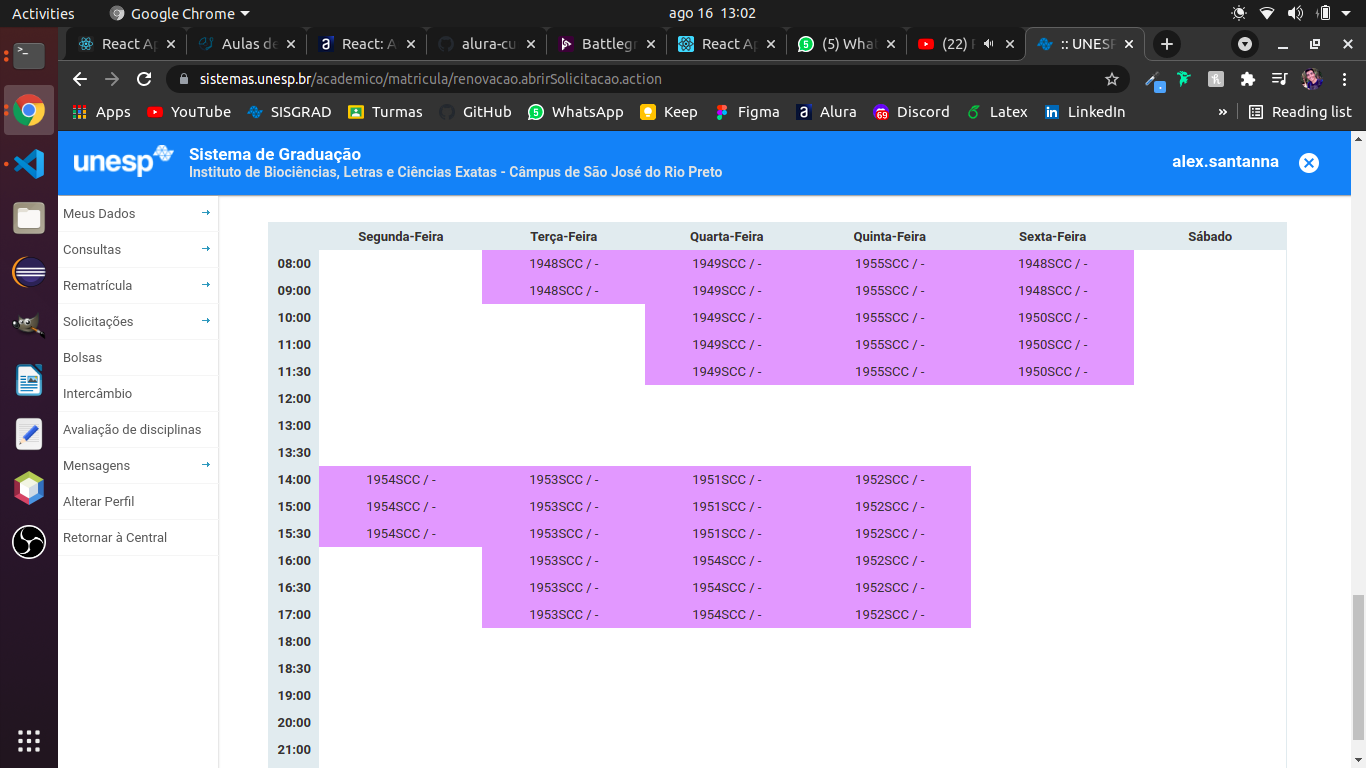 Activities Google Chrome ago 16 13:02
React Ap Aulas de React: A alura-cu Battlegr React Ap (5) What (22) :: UNESP
sistemas.unesp.br/academico/matricula/renovacao.abrirSolicitacao.action
Apps YouTube SISGRAD Turmas GitHub WhatsApp Keep Figma Alura Discord Latex LinkedIn » Reading list
unesp Sistema de Graduação alex.santanna
Instituto de Biociências, Letras e Ciências Exatas - Câmpus de São José do Rio Preto
Meus Dados
Consultas
Rematrícula
Solicitações
Bolsas
Intercâmbio
Avaliação de disciplinas
Mensagens
Alterar Perfil
Retornar à Central
Segunda-Feira Terça-Feira Quarta-Feira Quinta-Feira Sexta-Feira Sábado
08:00 1948SCC / - 1949SCC / - 1955SCC / - 1948SCC / -
09:00 1948SCC / - 1949SCC / - 1955SCC / - 1948SCC / -
10:00 1949SCC / - 1955SCC / - 1950SCC / -
11:00 1949SCC / - 1955SCC / - 1950SCC / -
11:30 1949SCC / - 1955SCC / - 1950SCC / -
12:00
13:00
13:30
14:00 1954SCC / - 1953SCC / - 1951SCC / - 1952SCC / -
15:00 1954SCC / - 1953SCC / - 1951SCC / - 1952SCC / -
15:30 1954SCC / - 1953SCC / - 1951SCC / - 1952SCC / -
16:00 1953SCC / - 1954SCC / - 1952SCC / -
16:30 1953SCC / - 1954SCC / - 1952SCC / -
17:00 1953SCC / - 1954SCC / - 1952SCC / -
18:00
18:30
19:00
20:00
21:00